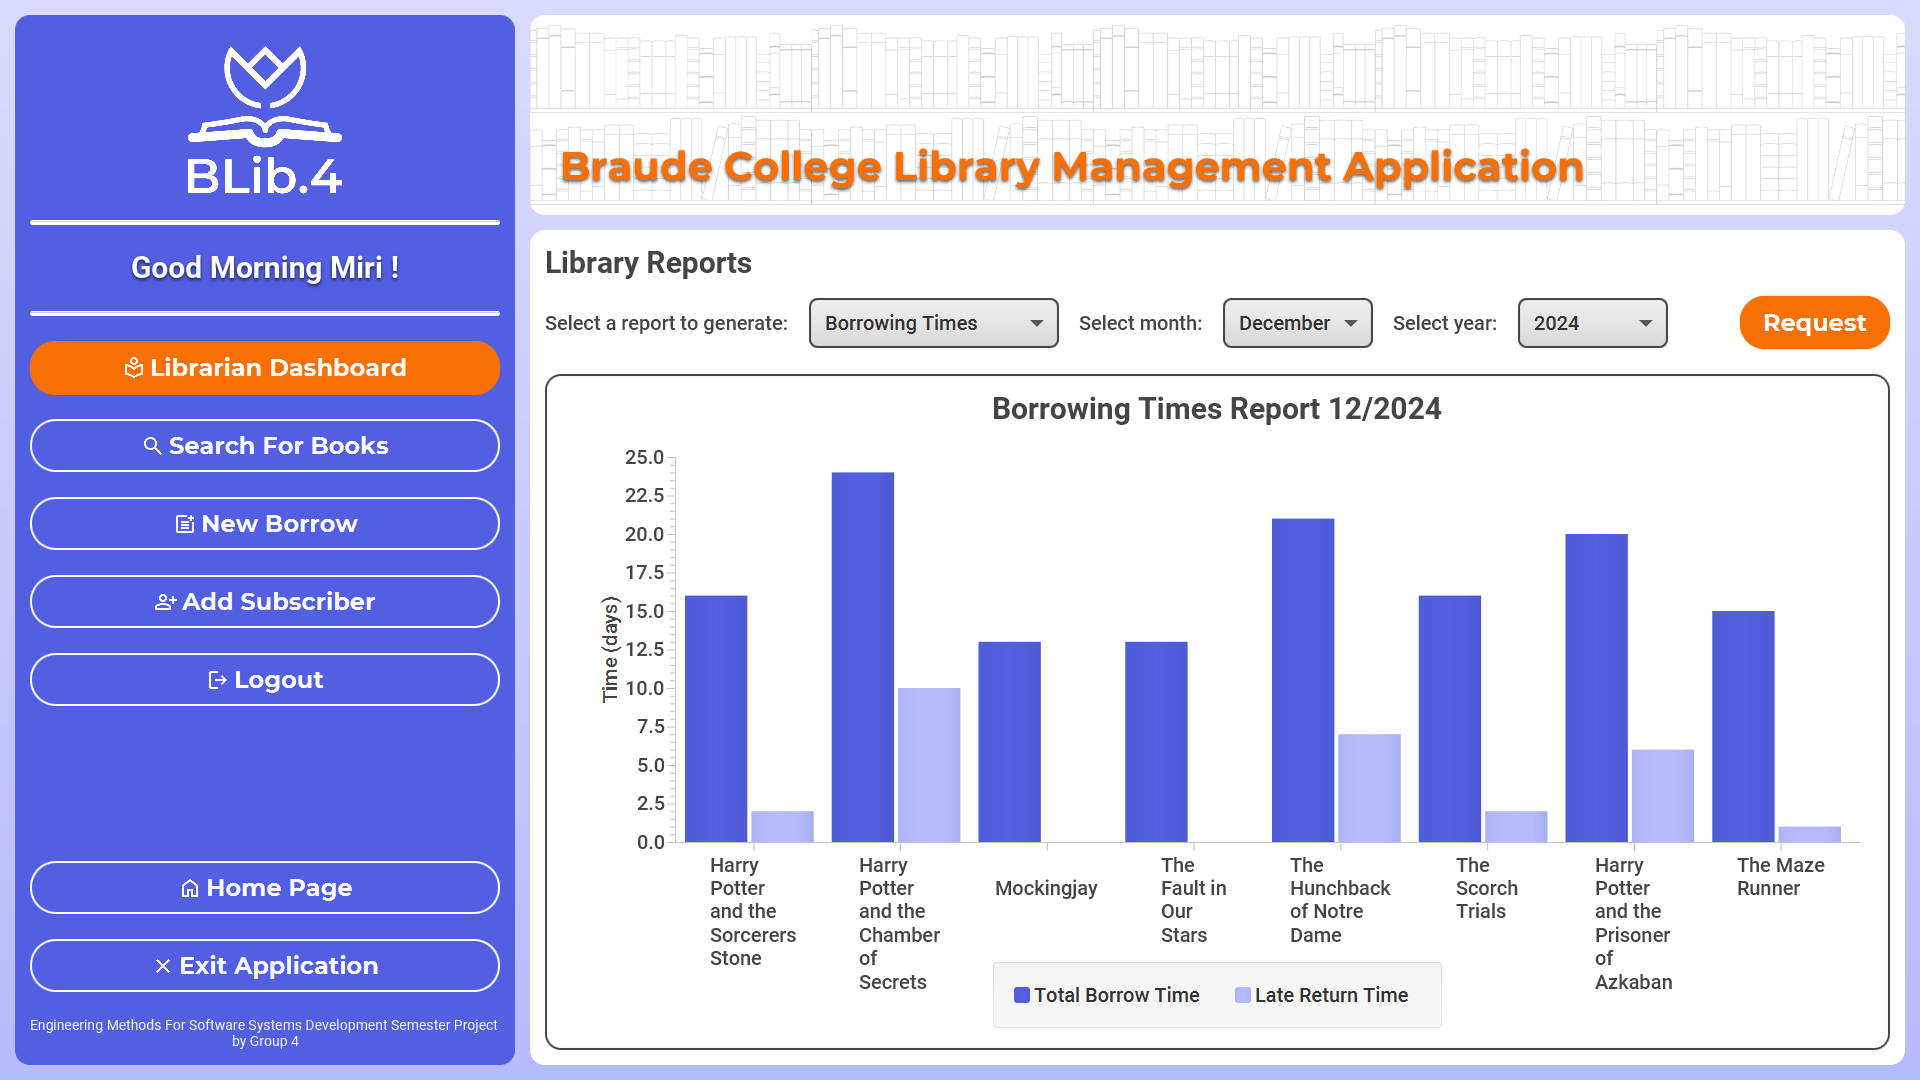 BLib.4
Good Morning Miri !
Librarian Dashboard
Search For Books
New Borrow
Add Subscriber
Logout
Home Page
Exit Application
Engineering Methods For Software Systems Development Semester Project
by Group 4
Braude College Library Management Application
Library Reports
Select a report to generate:
Borrowing Times
Select month:
December
Select year:
2024
Request
Borrowing Times Report 12/2024
Time (days)
25.0
22.5
20.0
17.5
15.0
12.5
10.0
7.5
5.0
2.5
0.0
Harry
Potter
and the
Sorcerers
Stone
Harry
Potter
and the
Chamber
of
Secrets
Mockingjay
The
Fault in
Our
Stars
The
Hunchback
of Notre
Dame
The
Scorch
Trials
Harry
Potter
and the
Prisoner
of
Azkaban
The Maze
Runner
Total Borrow Time
Late Return Time